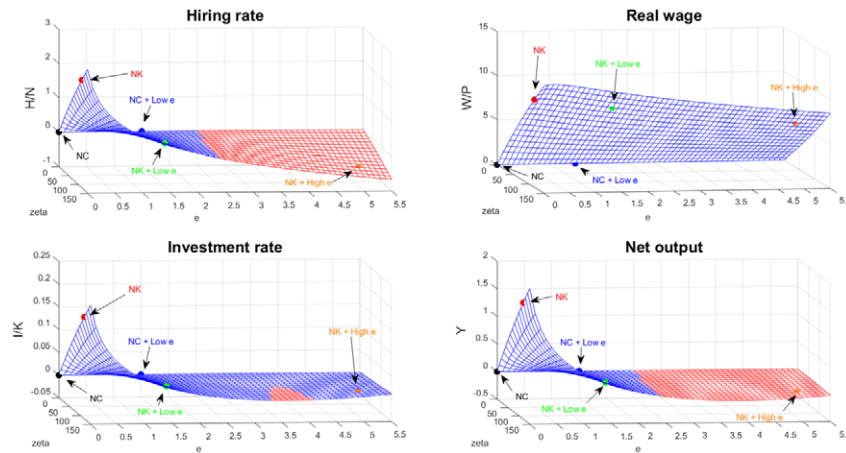 Hiring rate
3
2
1
0
-1
H/N
NK
NC + Low e
NC
NK + Low e
NK + High e
0
50
100
150
zeta
0
0.5
1
1.5
2
2.5
3
3.5
4
4.5
5
5.5
e
Real wage
15
10
5
0
W/P
NK
NK + Low e
NK + High e
NC
NC + Low e
0
50
100
150
zeta
0
0.5
1
1.5
2
2.5
3
3.5
4
4.5
5
5.5
e
Investment rate
0.25
0.2
0.15
0.1
0.05
0
-0.05
I/K
NK
NC + Low e
NK + High e
NC
NK + Low e
0
50
100
150
zeta
0
0.5
1
1.5
2
2.5
3
3.5
4
4.5
5
5.5
e
Net output
2
1.5
1
0.5
0
-0.5
Y
NK
NC + Low e
NC
NK + Low e
NK + High e
0
50
100
150
zeta
0
0.5
1
1.5
2
2.5
3
3.5
4
4.5
5
5.5
e